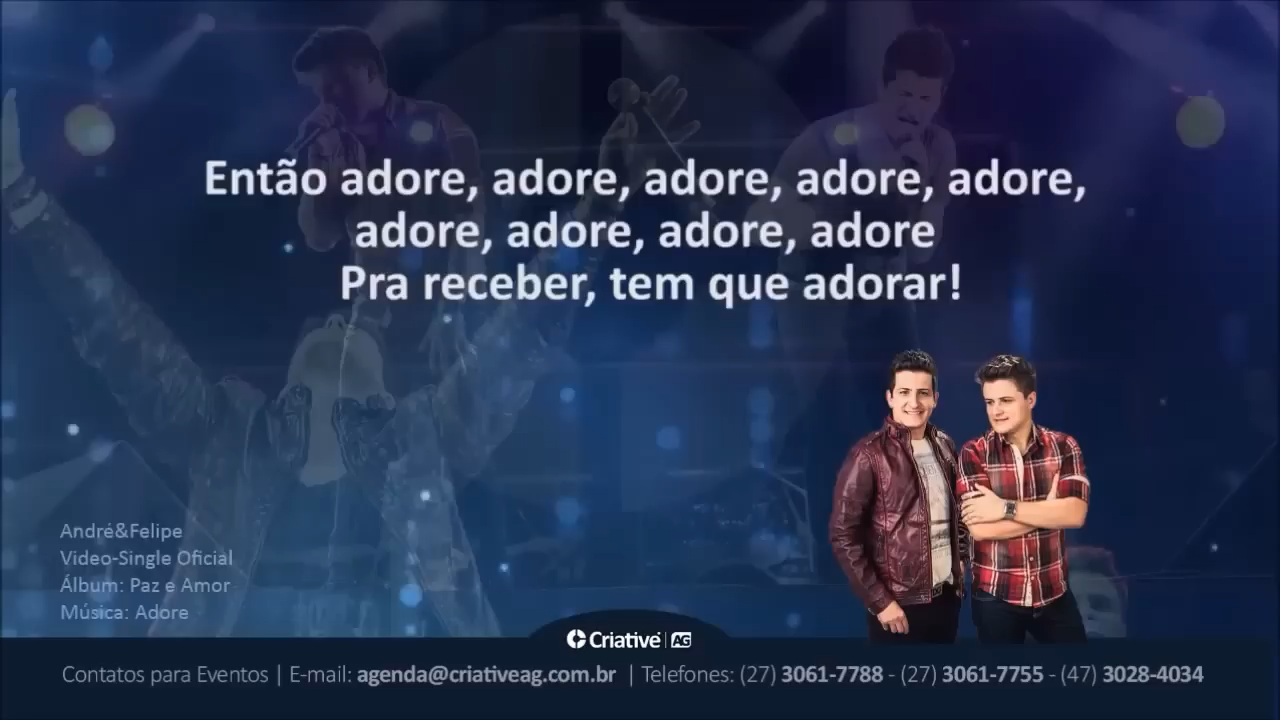 Então adore, adore, adore, adore, adore,
adore, adore, adore, adore
Pra receber, tem que adorar!
André&Felipe
Video-Single Oficial
Álbum: Paz e Amor
Música: Adore
Criative AG
Contatos para Eventos | E-mail: agenda@criativeag.com.br | Telefones: (27) 3061-7788 - (27) 3061-7755 - (47) 3028-4034